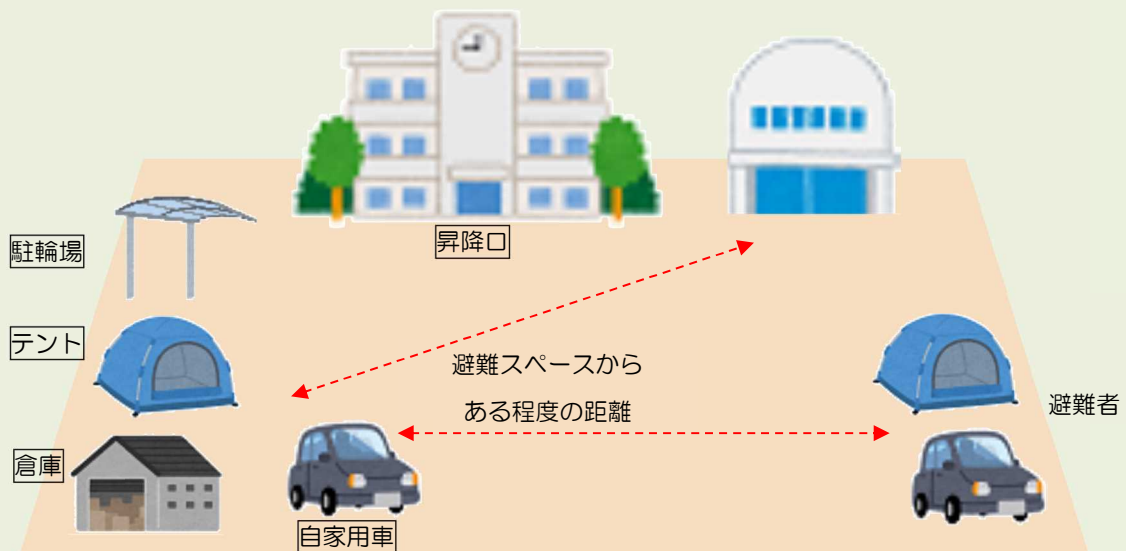 昇降口
駐輪場
テント
避難スペースから
ある程度の距離
避難者
倉庫
自家用車